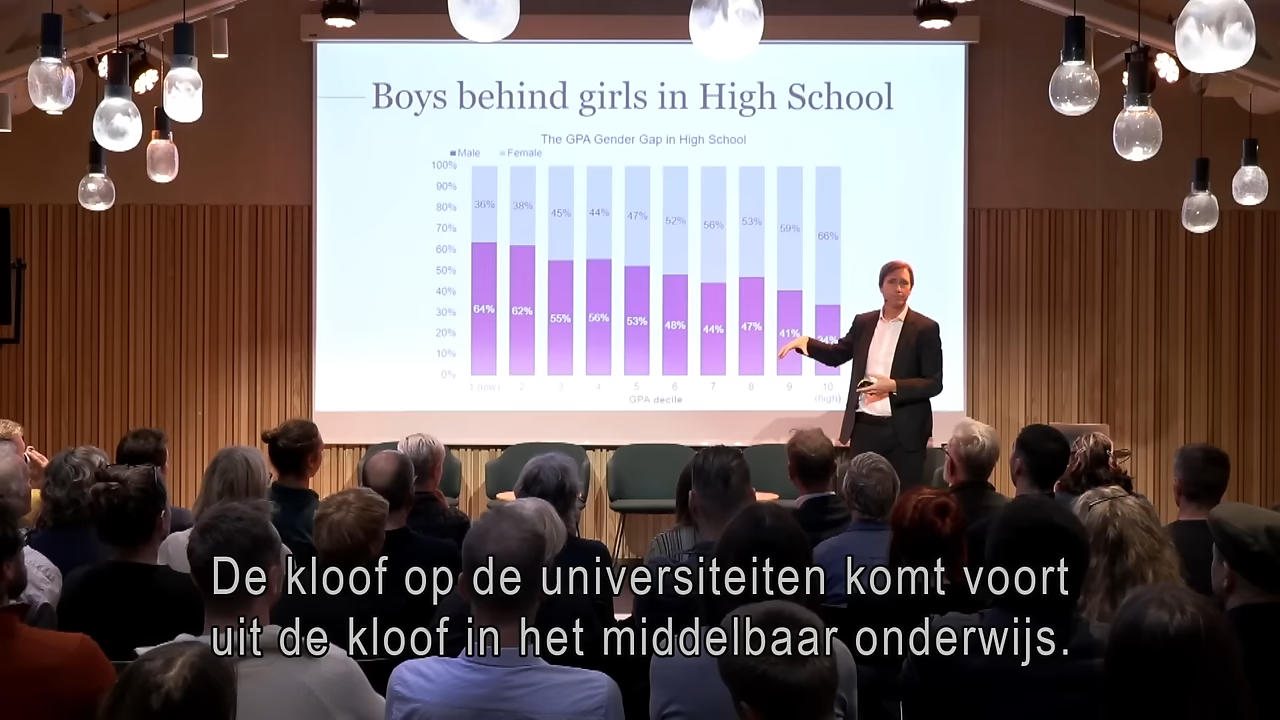 Boys behind girls in High School
The GPA Gender Gap in High School
Male Female
100%
90%
80%
70%
60%
50%
40%
30%
20%
10%
0%
36% 38% 45% 44% 47% 52% 56% 53% 59% 66%
64% 62% 55% 56% 53% 48% 44% 47% 41% 34%
1 (low) 2 3 4 5 6 7 8 9 10
(high)
GPA decile
De kloof op de universiteiten komt voort
uit de kloof in het middelbaar onderwijs.